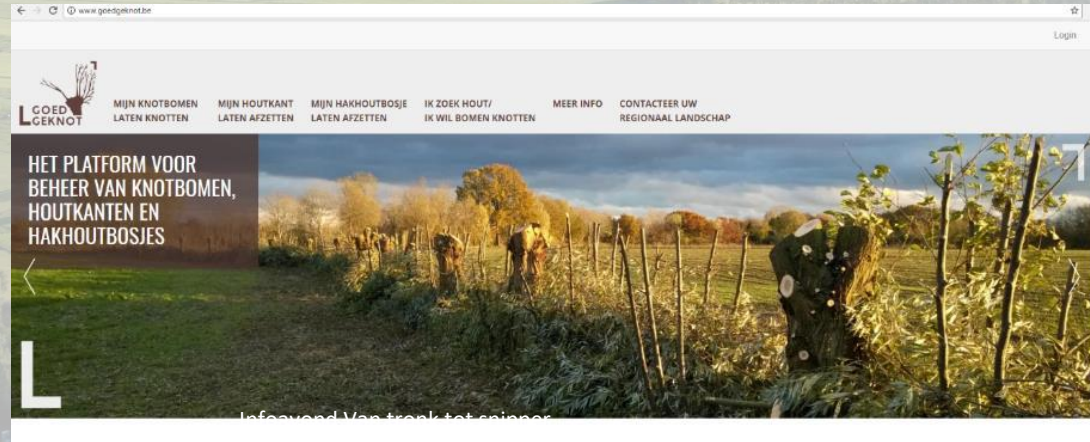 www.goedgeknot.be
Login
GOED
GEKNOT
MIJN KNOTBOMEN
LATEN KNOTTEN
MIJN HOUTKANT
LATEN AFZETTEN
MIJN HAKHOUTBOSJE
LATEN AFZETTEN
IK ZOEK HOUT/
IK WIL BOMEN KNOTTEN
MEER INFO
CONTACTEER UW
REGIONAAL LANDSCHAP
HET PLATFORM VOOR
BEHEER VAN KNOTBOMEN,
HOUTKANTEN EN
HAKHOUTBOSJES
Infoavond Van tronk tot snipper